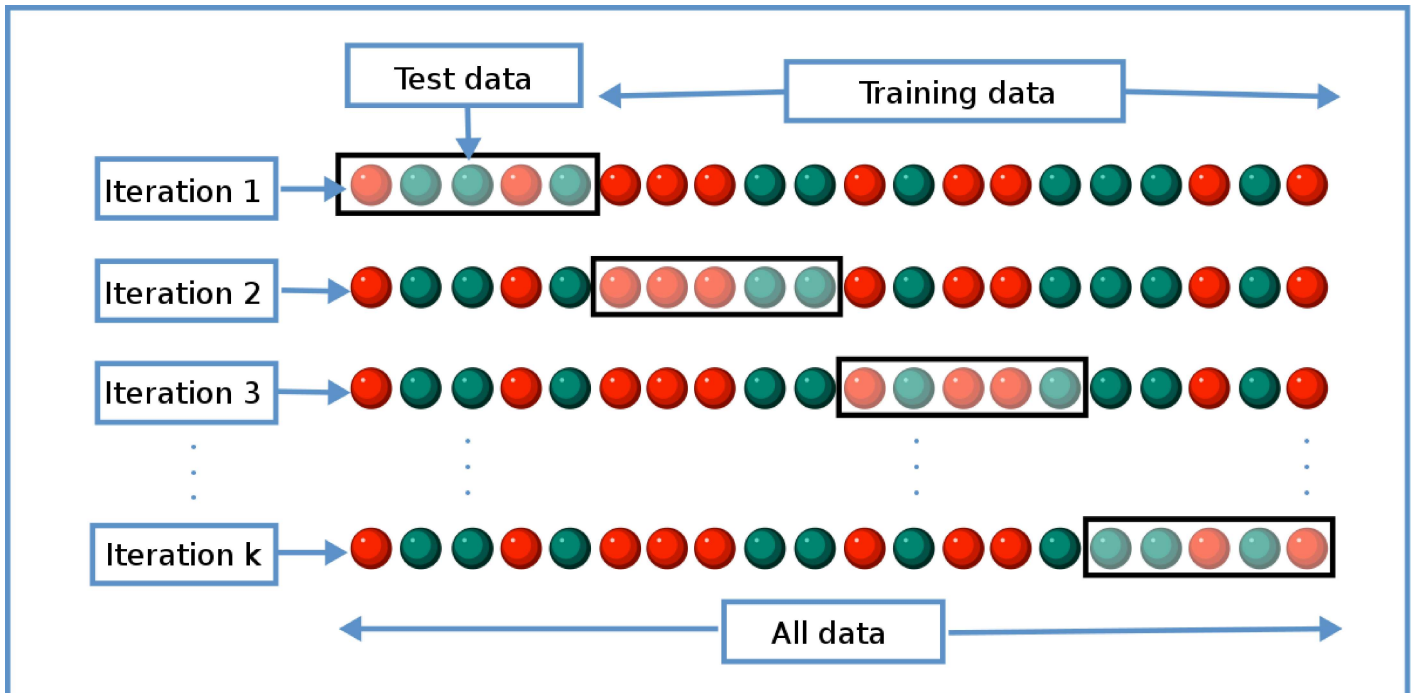 Test data
Training data
Iteration 1
Iteration 2
Iteration 3
Iteration k
All data